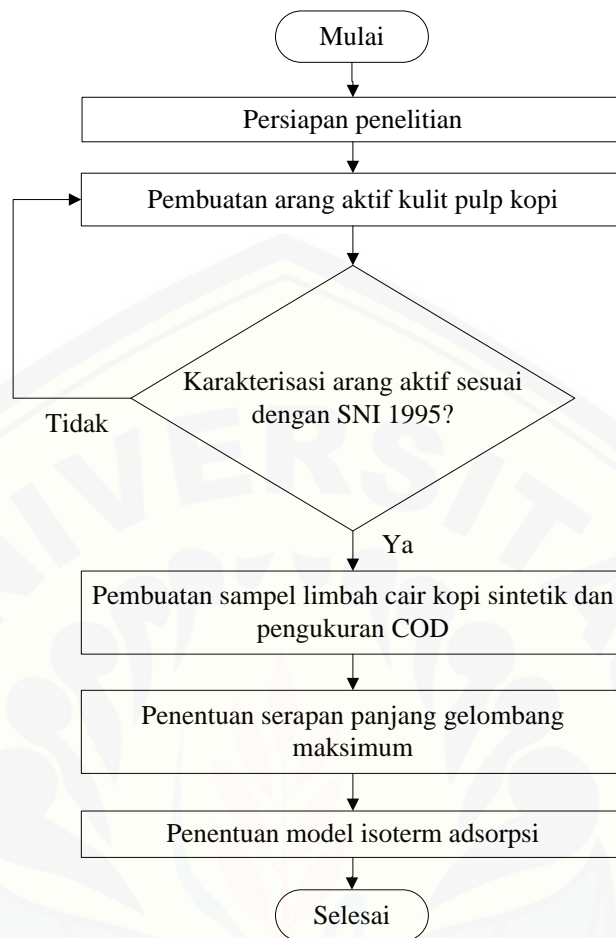 Mulai
Persiapan penelitian
Pembuatan arang aktif kulit pulp kopi
Karakterisasi arang aktif sesuai
dengan SNI 1995?
Tidak
Ya
Pembuatan sampel limbah cair kopi sintetik dan
pengukuran COD
Penentuan serapan panjang gelombang
maksimum
Penentuan model isoterm adsorpsi
Selesai
UNIVERSITA